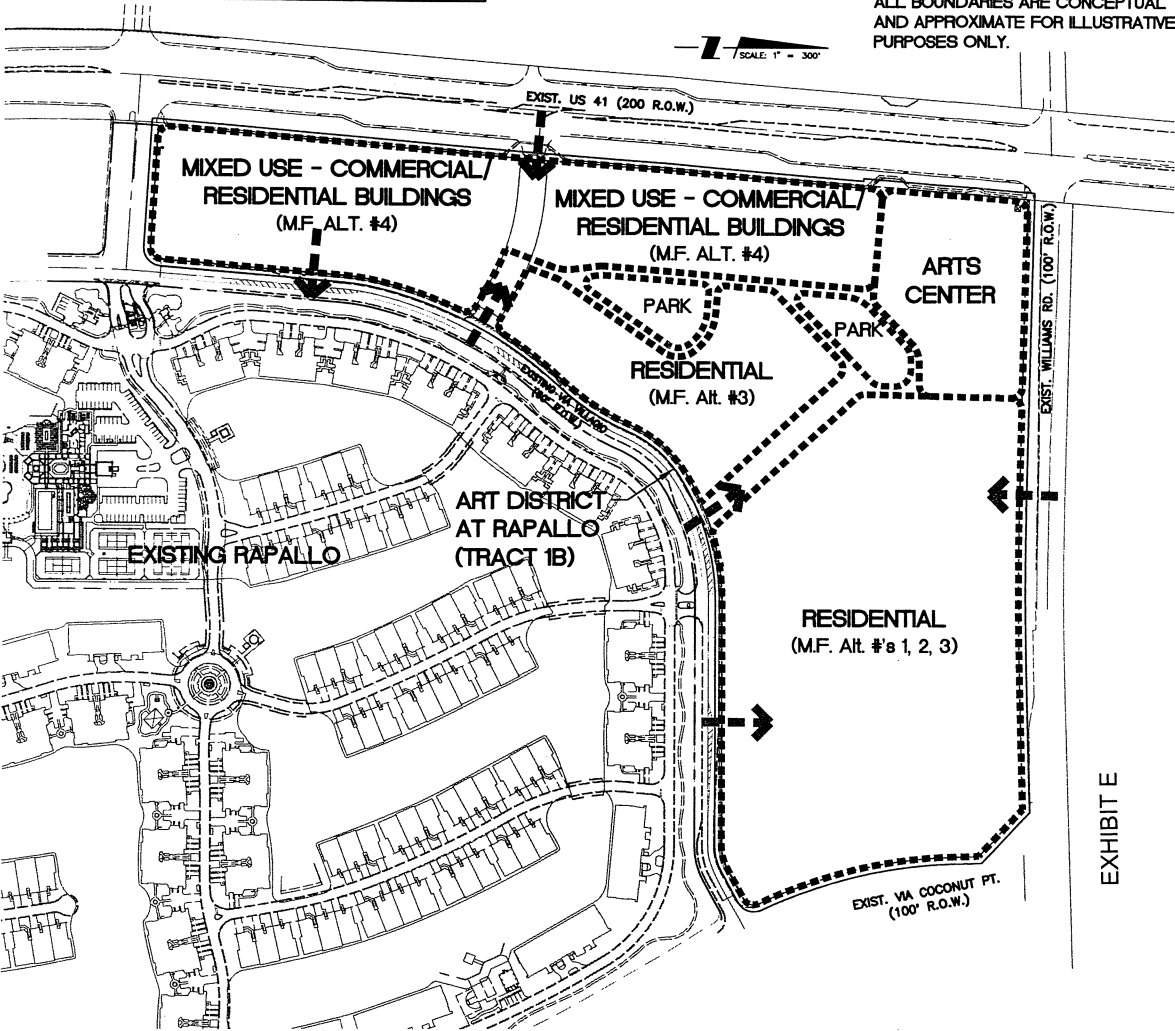 ALL BOUNDARIES ARE CONCEPTUAL
AND APPROXIMATE FOR ILLUSTRATIVE
PURPOSES ONLY.
SCALE: 1" = 300'
EXIST. US 41 (200 R.O.W.)
MIXED USE - COMMERCIAL/
RESIDENTIAL BUILDINGS
(M.F. ALT. #4)
MIXED USE - COMMERCIAL/
RESIDENTIAL BUILDINGS
(M.F. ALT. #4)
ARTS
CENTER
EXIST. WILLIAMS RD. (100' R.O.W.)
PARK
PARK
RESIDENTIAL
(M.F. Alt. #3)
EXISTING VIA VILLAGIO
ART DISTRICT
AT RAPALLO
(TRACT 1B)
EXISTING RAPALLO
RESIDENTIAL
(M.F. Alt. #'s 1, 2, 3)
EXIST. VIA COCONUT PT.
(100' R.O.W.)
EXHIBIT E